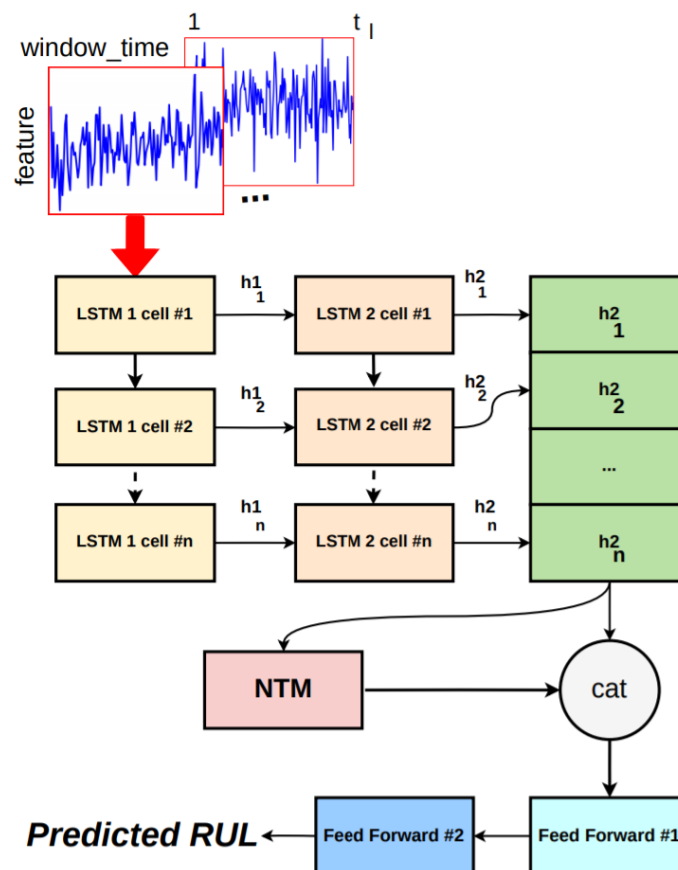 1
t l
window_time
feature
...
h1 1
h2 1
LSTM 1 cell #1
LSTM 2 cell #1
h2 1
h1 2
h2 2
LSTM 1 cell #2
LSTM 2 cell #2
h2 2
...
h1 n
h2 n
LSTM 1 cell #n
LSTM 2 cell #n
h2 n
NTM
cat
Predicted RUL
Feed Forward #2
Feed Forward #1